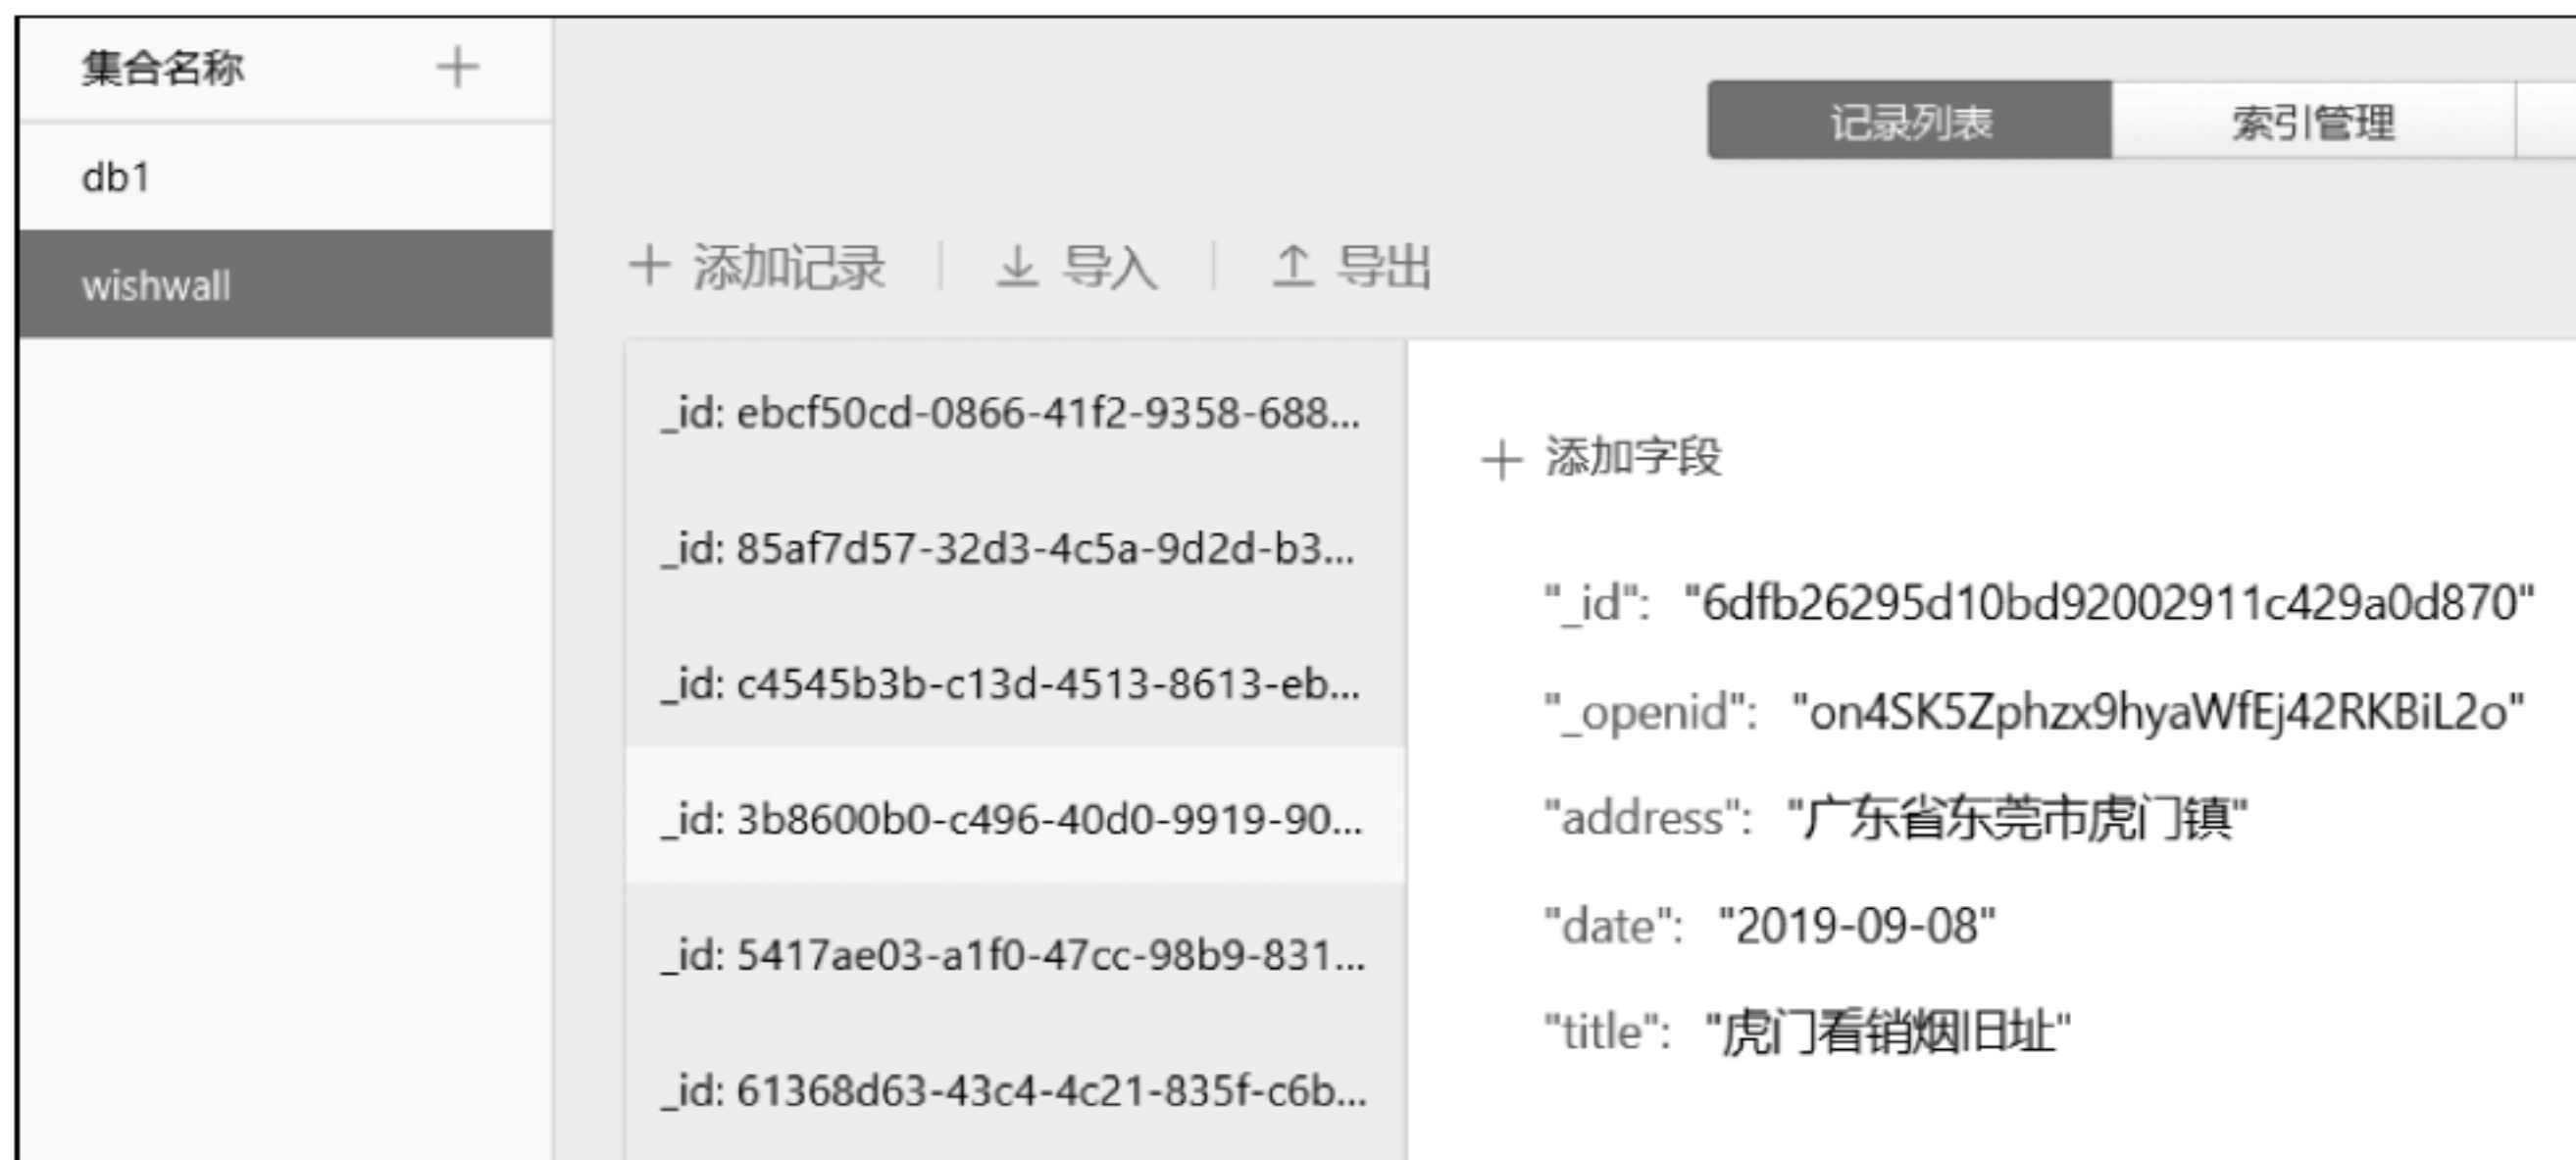 集合名称 +
db1
wishwall
记录列表 索引管理
+ 添加记录 导入 导出
_id: ebcf50cd-0866-41f2-9358-688...
_id: 85af7d57-32d3-4c5a-9d2d-b3...
_id: c4545b3b-c13d-4513-8613-eb...
_id: 3b8600b0-c496-40d0-9919-90...
_id: 5417ae03-a1f0-47cc-98b9-831...
_id: 61368d63-43c4-4c21-835f-c6b...
+ 添加字段
"_id": "6dfb26295d10bd92002911c429a0d870"
"_openid": "on4SK5Zphzx9hyaWfEj42RKBiL2o"
"address": "广东省东莞市虎门镇"
"date": "2019-09-08"
"title": "虎门看销烟旧址"